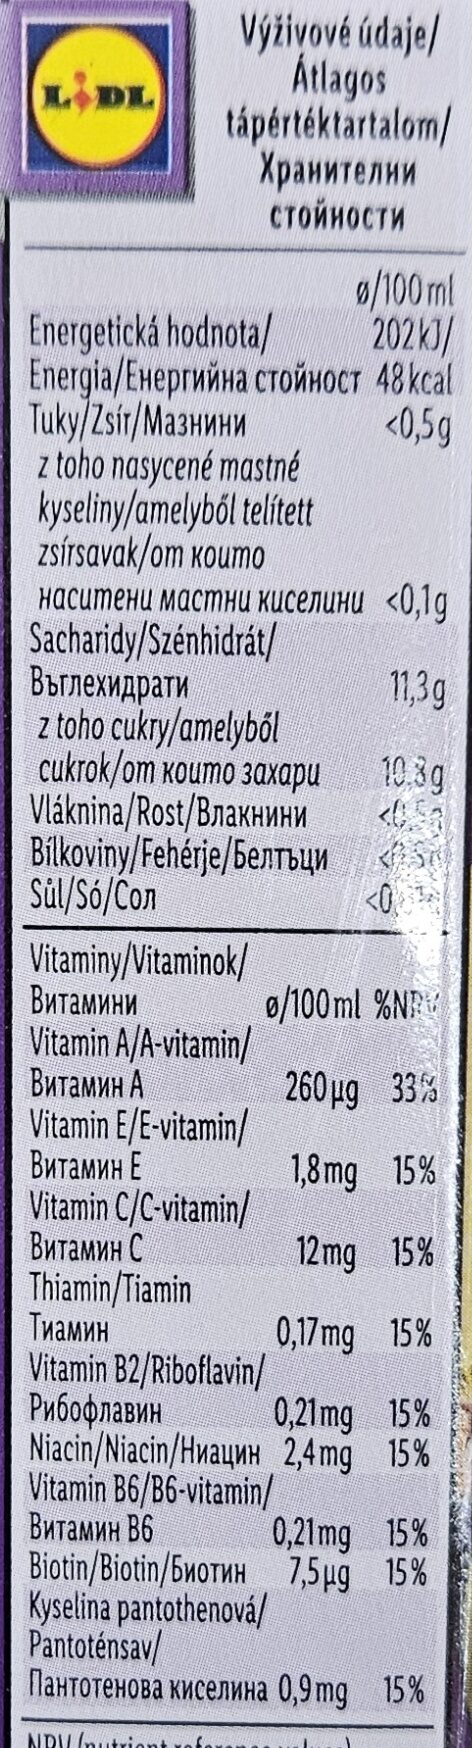 LIDL
Výživové údaje/
Átlagos
tápértéktartalom/
Хранителни
стойности
ø/100 ml
Energetická hodnota/ 202 kJ/
Energia/Енергийна стойност 48 kcal
Tuky/Zsír/Мазнини <0,5 g
z toho nasycené mastné
kyseliny/amelyből telített
zsírsavak/от които
наситени мастни киселини <0,1 g
Sacharidy/Szénhidrát/
Въглехидрати 11,3 g
z toho cukry/amelyből
cukrok/от които захари 10,8 g
Vláknina/Rost/Влакнини
Bílkoviny/Fehérje/Белтъци
Sůl/Só/Сол
Vitaminy/Vitaminok/
Витамини ø/100 ml %NRV
Vitamin A/A-vitamin/
Витамин А 260 µg 33%
Vitamin E/E-vitamin/
Витамин Е 1,8 mg 15%
Vitamin C/C-vitamin/
Витамин С 12 mg 15%
Thiamin/Tiamin
Тиамин 0,17 mg 15%
Vitamin B2/Riboflavin/
Рибофлавин 0,21 mg 15%
Niacin/Niacin/Ниацин 2,4 mg 15%
Vitamin B6/B6-vitamin/
Витамин В6 0,21 mg 15%
Biotin/Biotin/Биотин 7,5 µg 15%
Kyselina pantothenová/
Pantoténsav/
Пантотенова киселина 0,9 mg 15%
NRV (nutrient reference values)